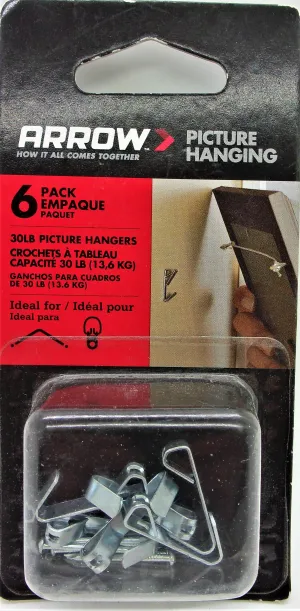 ARROW™
HOW IT ALL COMES TOGETHER
PICTURE
HANGING
6 PACK
EMPAQUE
PAQUET
30LB PICTURE HANGERS
CROCHETS À TABLEAU
CAPACITÉ 30 LB (13,6 KG)
GANCHOS PARA CUADROS
DE 30 LB (13.6 KG)
Ideal for / Idéal pour
Ideal para